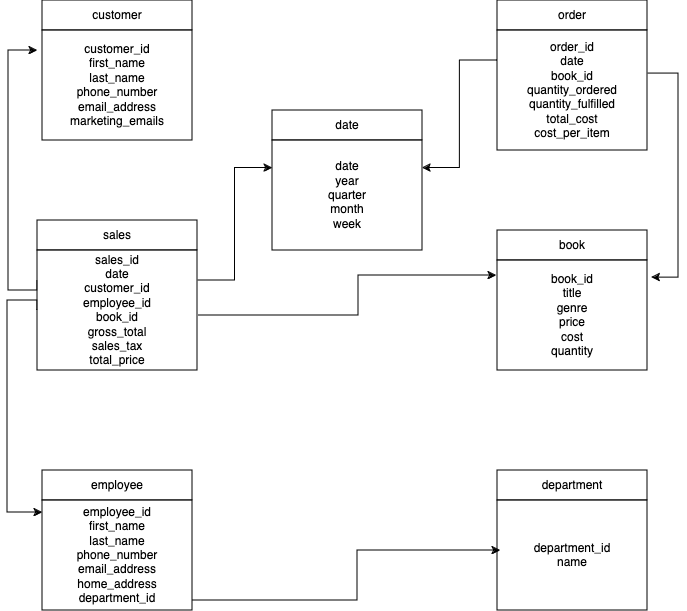 customer
customer_id
first_name
last_name
phone_number
email_address
marketing_emails
order
order_id
date
book_id
quantity_ordered
quantity_fulfilled
total_cost
cost_per_item
date
date
year
quarter
month
week
sales
sales_id
date
customer_id
employee_id
book_id
gross_total
sales_tax
total_price
book
book_id
title
genre
price
cost
quantity
employee
employee_id
first_name
last_name
phone_number
email_address
home_address
department_id
department
department_id
name